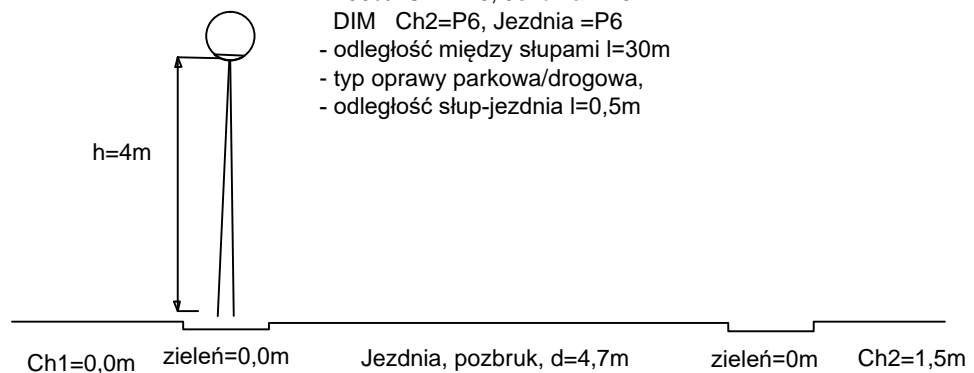 DIM Ch2=P6, Jezdnia =P6
- odległość między słupami l=30m
- typ oprawy parkowa/drogowa,
- odległość słup-jezdnia l=0,5m
h=4m
Ch1=0,0m zieleń=0,0m Jezdnia, pozbruk, d=4,7m zieleń=0m Ch2=1,5m